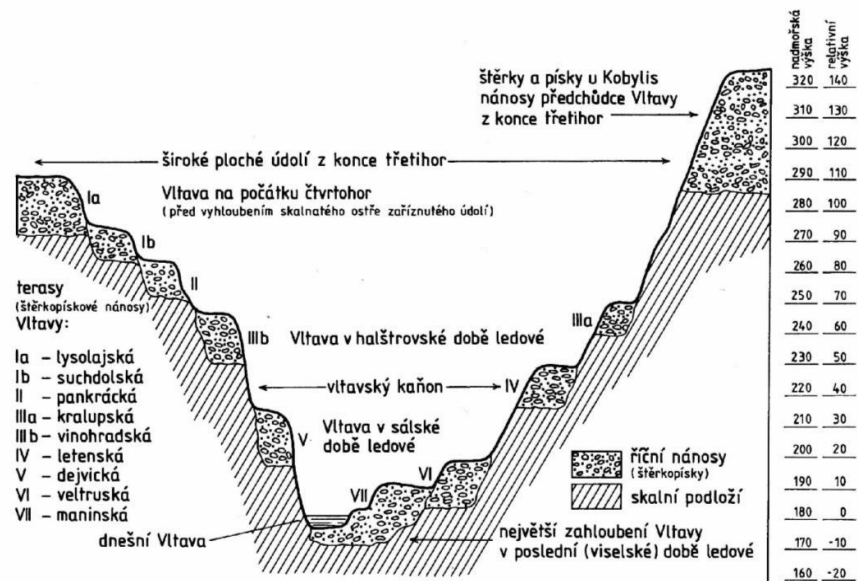 nadmořská výška
relativní výška
320 140
310 130
300 120
290 110
280 100
270 90
260 80
250 70
240 60
230 50
220 40
210 30
200 20
190 10
180 0
170 -10
160 -20
štěrky a písky u Kobylis
nánosy předchůdce Vltavy
z konce třetihor
široké ploché údolí z konce třetihor
Vltava na počátku čtvrtohor
(před vyhloubením skalnatého ostře zaříznutého údolí)
Ia
Ib
II
IIIb
Vltava v halštrovské době ledové
IIIa
vltavský kaňon
IV
V
Vltava v sálské
době ledové
VI
VII
terasy
(štěrkopískové nánosy)
Vltavy:
Ia – lysolajská
Ib – suchdolská
II – pankrácká
IIIa – kralupská
IIIb – vinohradská
IV – letenská
V – dejvická
VI – veltruská
VII – maninská
dnešní Vltava
říční nánosy
(štěrkopísky)
skalní podloží
největší zahloubení Vltavy
v poslední (viselské) době ledové